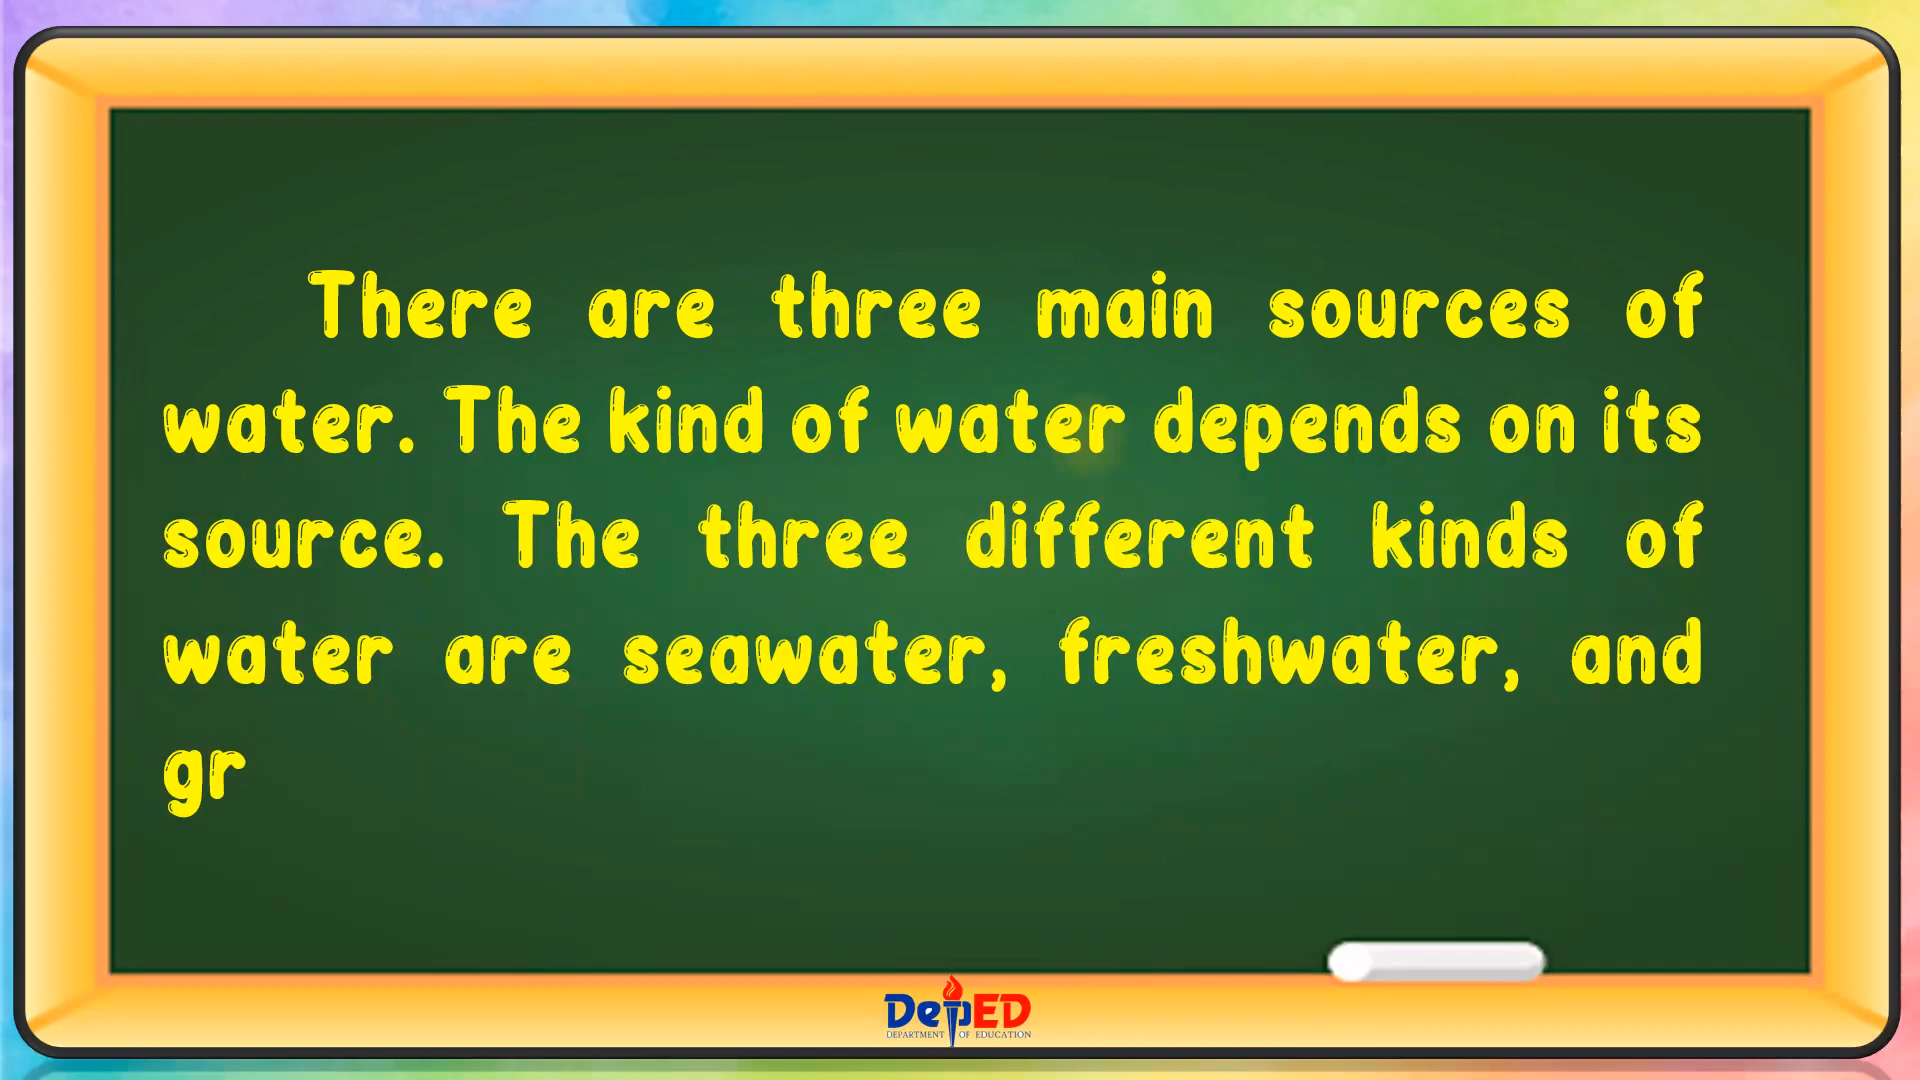 There are three main sources of
water. The kind of water depends on its
source. The three different kinds of
water are seawater, freshwater, and
gr
DepED
DEPARTMENT OF EDUCATION